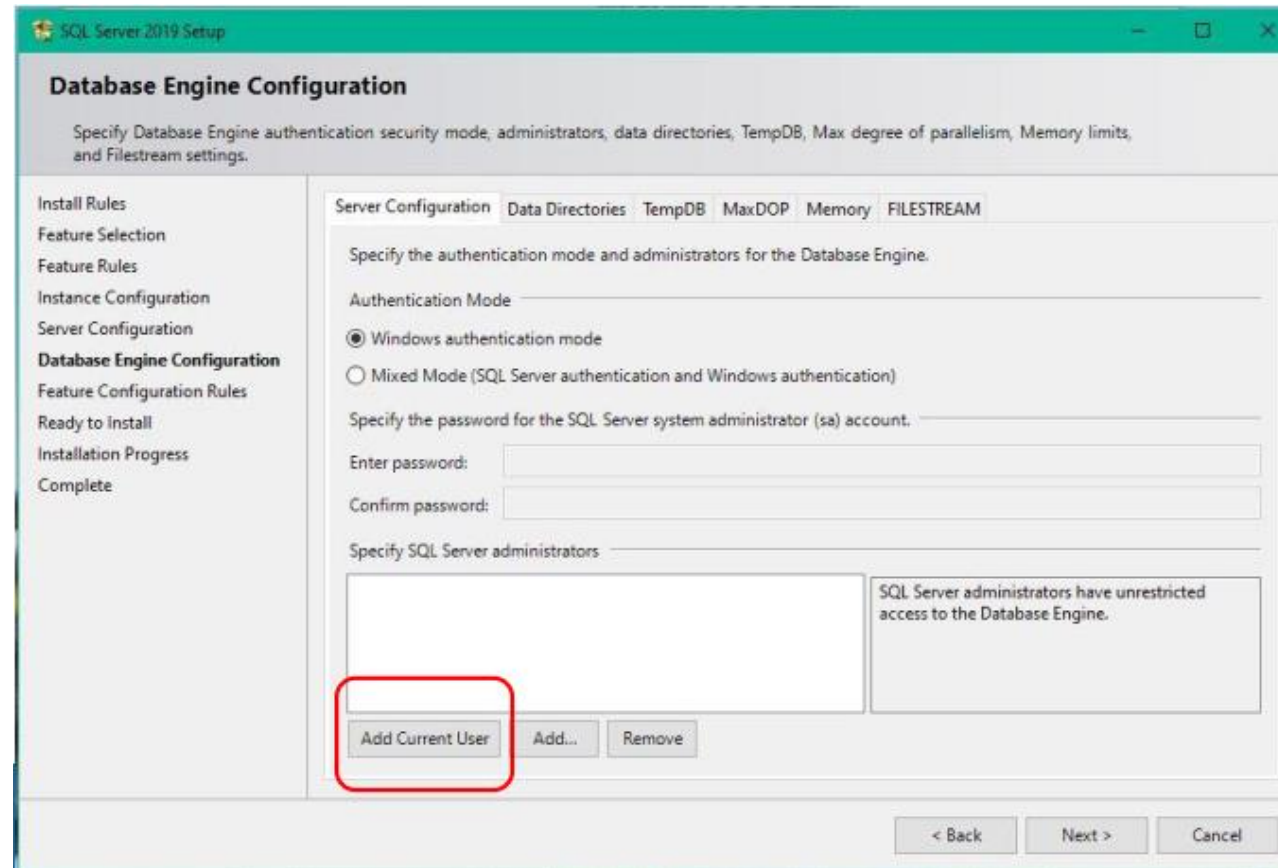 SQL Server 2019 Setup
Database Engine Configuration
Specify Database Engine authentication security mode, administrators, data directories, TempDB, Max degree of parallelism, Memory limits,
and Filestream settings.
Install Rules
Feature Selection
Feature Rules
Instance Configuration
Server Configuration
Database Engine Configuration
Feature Configuration Rules
Ready to Install
Installation Progress
Complete
Server Configuration Data Directories TempDB MaxDOP Memory FILESTREAM
Specify the authentication mode and administrators for the Database Engine.
Authentication Mode
Windows authentication mode
Mixed Mode (SQL Server authentication and Windows authentication)
Specify the password for the SQL Server system administrator (sa) account.
Enter password:
Confirm password:
Specify SQL Server administrators
SQL Server administrators have unrestricted
access to the Database Engine.
Add Current User Add... Remove
< Back Next > Cancel